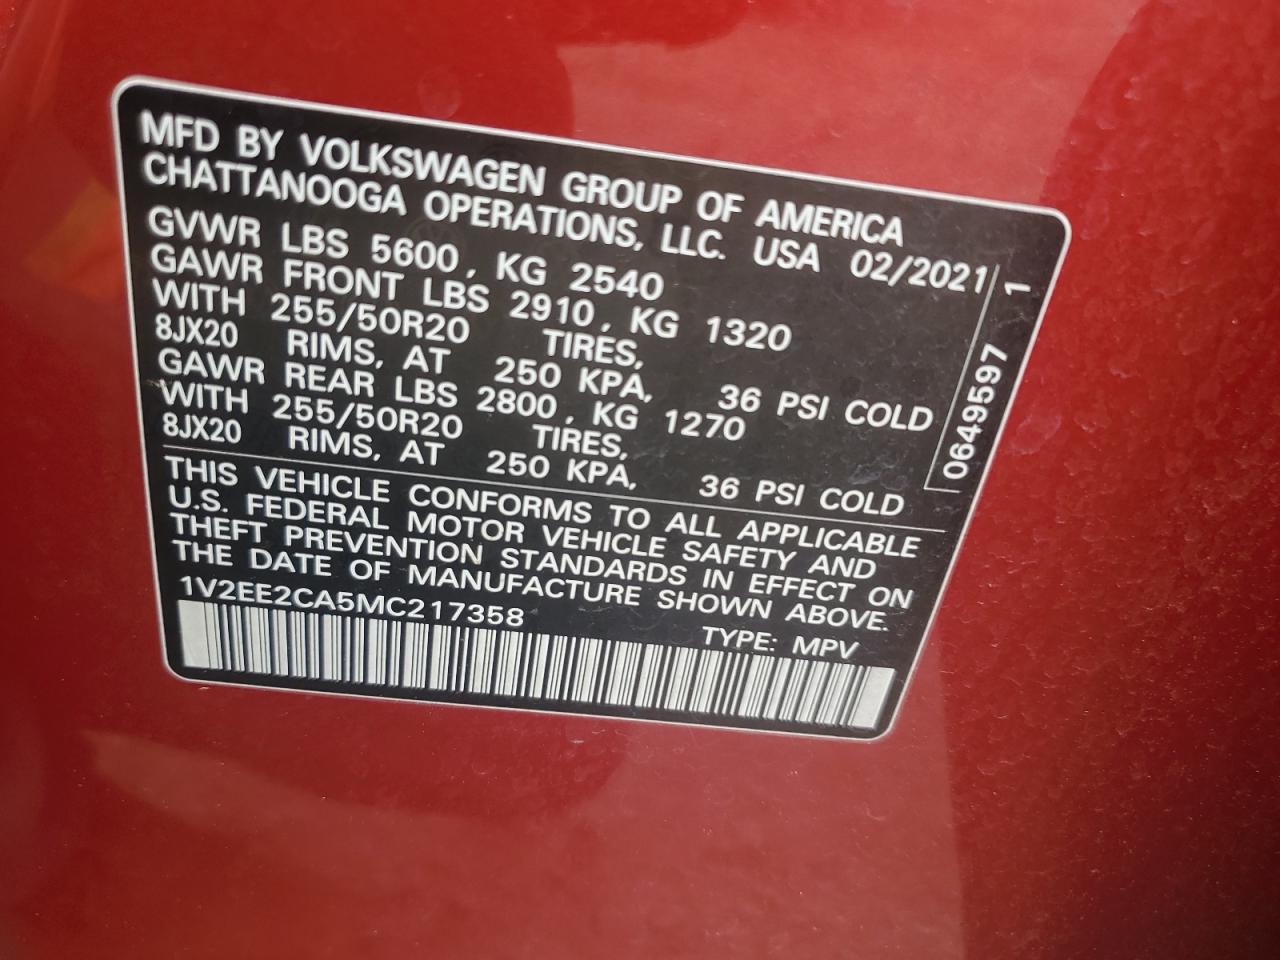 MFD BY VOLKSWAGEN GROUP OF AMERICA
CHATTANOOGA OPERATIONS, LLC. USA 02/2021
GVWR LBS 5600, KG 2540
GAWR FRONT LBS 2910, KG 1320
WITH 255/50R20 TIRES,
8JX20 RIMS, AT 250 KPA, 36 PSI COLD
GAWR REAR LBS 2800, KG 1270
WITH 255/50R20 TIRES,
8JX20 RIMS, AT 250 KPA, 36 PSI COLD
0649597 1
THIS VEHICLE CONFORMS TO ALL APPLICABLE
U.S. FEDERAL MOTOR VEHICLE SAFETY AND
THEFT PREVENTION STANDARDS IN EFFECT ON
THE DATE OF MANUFACTURE SHOWN ABOVE.
1V2EE2CA5MC217358 TYPE: MPV